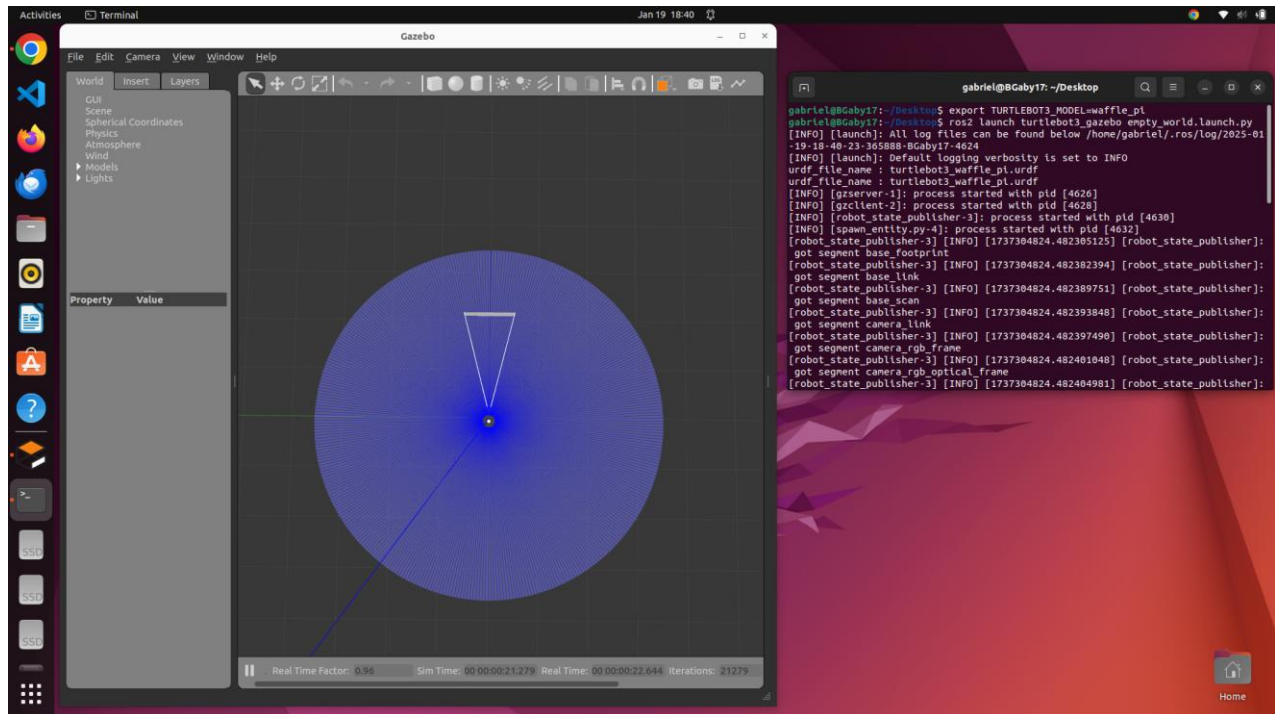 Activities
Terminal
Jan 19 18:40
Gazebo
File Edit Camera View Window Help
World Insert Layers
GUI
Scene
Spherical Coordinates
Physics
Atmosphere
Wind
Models
Lights
Property Value
Real Time Factor: 0.96 Sim Time: 00 00:00:21.279 Real Time: 00 00:00:22.644 Iterations: 21279
gabriel@BGaby17: ~/Desktop
gabriel@BGaby17:~/Desktop$ export TURTLEBOT3_MODEL=waffle_pi
gabriel@BGaby17:~/Desktop$ ros2 launch turtlebot3_gazebo empty_world.launch.py
[INFO] [launch]: All log files can be found below /home/gabriel/.ros/log/2025-01
-19-18-40-23-365888-BGaby17-4624
[INFO] [launch]: Default logging verbosity is set to INFO
urdf_file_name : turtlebot3_waffle_pi.urdf
urdf_file_name : turtlebot3_waffle_pi.urdf
[INFO] [gzserver-1]: process started with pid [4626]
[INFO] [gzclient-2]: process started with pid [4628]
[INFO] [robot_state_publisher-3]: process started with pid [4630]
[INFO] [spawn_entity.py-4]: process started with pid [4632]
[robot_state_publisher-3] [INFO] [1737304824.482305125] [robot_state_publisher]:
got segment base_footprint
[robot_state_publisher-3] [INFO] [1737304824.482382394] [robot_state_publisher]:
got segment base_link
[robot_state_publisher-3] [INFO] [1737304824.482389751] [robot_state_publisher]:
got segment base_scan
[robot_state_publisher-3] [INFO] [1737304824.482393848] [robot_state_publisher]:
got segment camera_link
[robot_state_publisher-3] [INFO] [1737304824.482397490] [robot_state_publisher]:
got segment camera_rgb_frame
[robot_state_publisher-3] [INFO] [1737304824.482401048] [robot_state_publisher]:
got segment camera_rgb_optical_frame
[robot_state_publisher-3] [INFO] [1737304824.482404981] [robot_state_publisher]:
SSD
SSD
SSD
Home